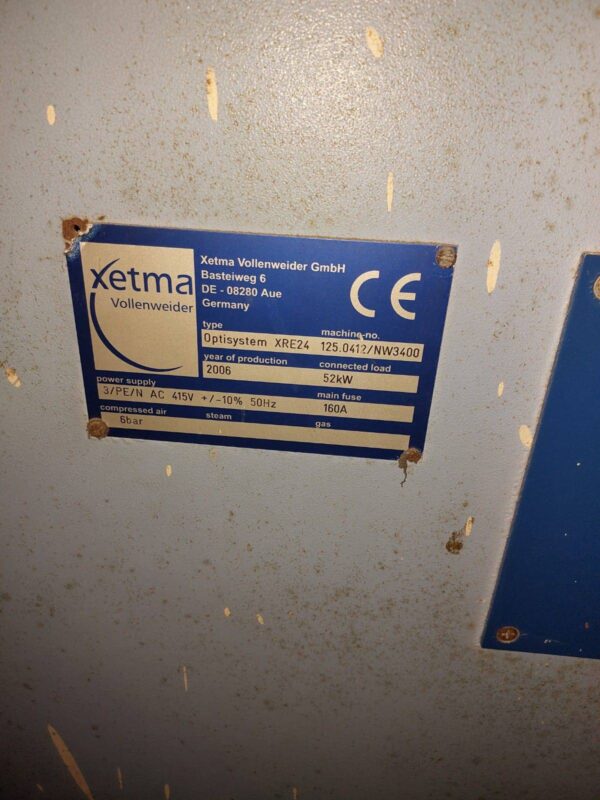 xetma
Vollenweider
Xetma Vollenweider GmbH
Basteiweg 6
DE - 08280 Aue
Germany
CE
type
machine-no.
Optisystem XRE24 125.0412/NW3400
year of production
connected load
2006
52kW
power supply
main fuse
3/PE/N AC 415V +/-10% 50Hz
160A
compressed air
steam
gas
6bar